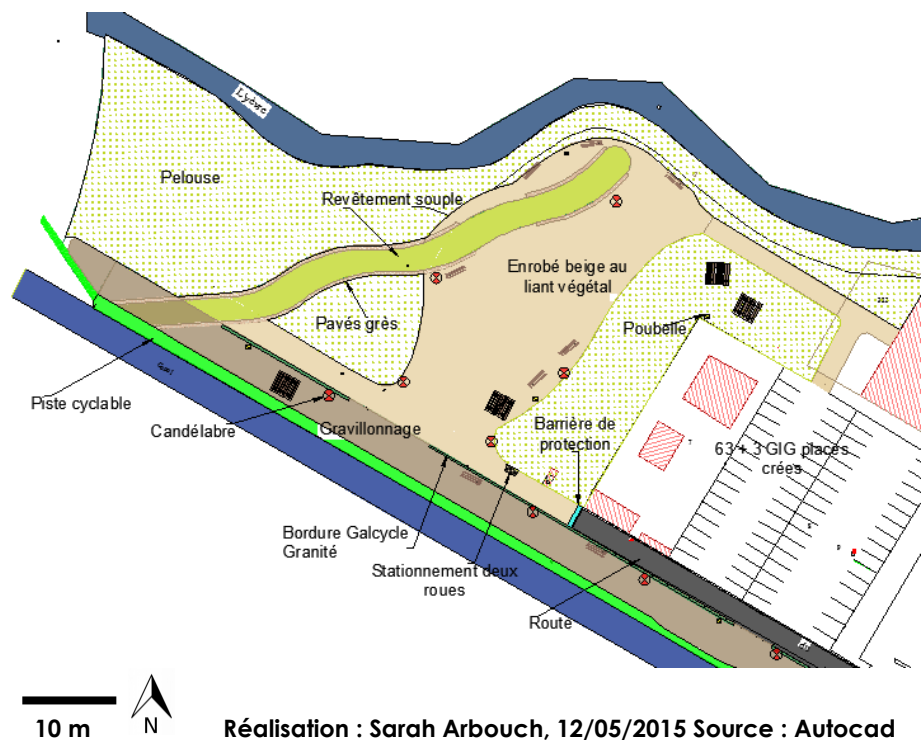 Lyèvre
Pelouse
Revêtement souple
Enrobé beige au
liant végétal
Pavés grès
Poubelle
Piste cyclable
Candélabre
Gravillonnage
Barrière de
protection
63 + 3 GIG places
crées
Bordure Galcycle
Granité
Stationnement deux
roues
Route
10 m
N
Réalisation : Sarah Arbouch, 12/05/2015 Source : Autocad